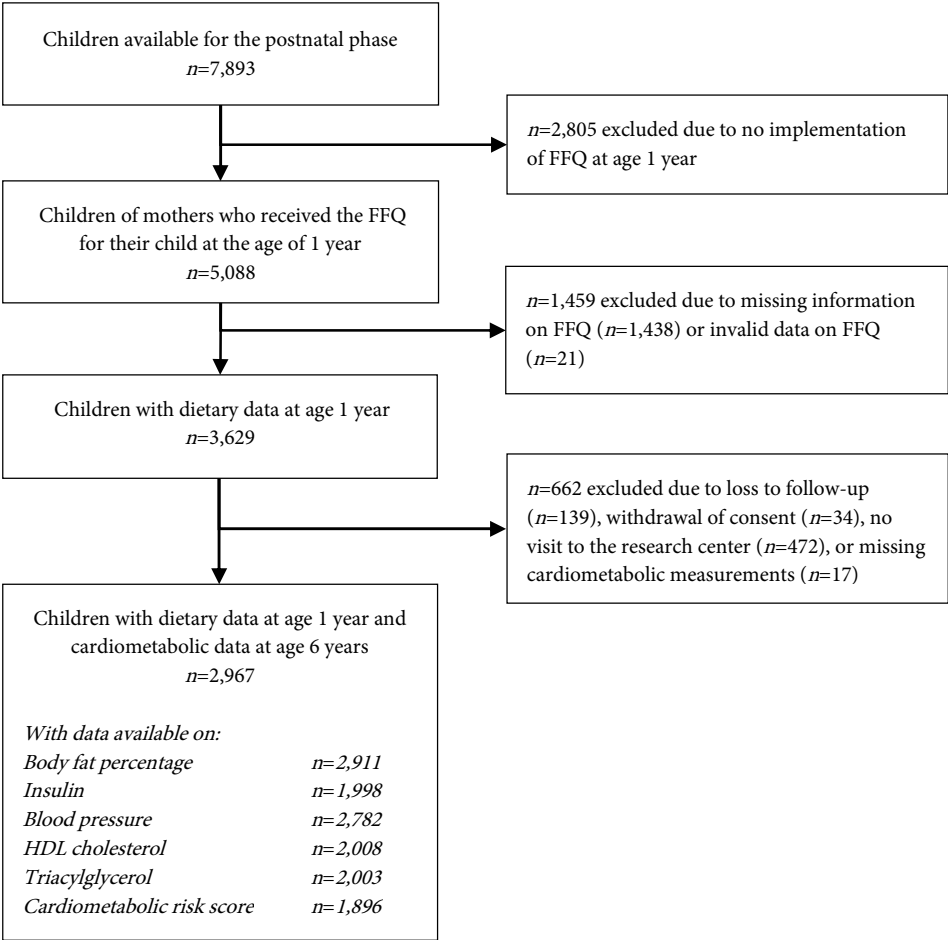 Children available for the postnatal phase
n=7,893
n=2,805 excluded due to no implementation
of FFQ at age 1 year
Children of mothers who received the FFQ
for their child at the age of 1 year
n=5,088
n=1,459 excluded due to missing information
on FFQ (n=1,438) or invalid data on FFQ
(n=21)
Children with dietary data at age 1 year
n=3,629
n=662 excluded due to loss to follow-up
(n=139), withdrawal of consent (n=34), no
visit to the research center (n=472), or missing
cardiometabolic measurements (n=17)
Children with dietary data at age 1 year and
cardiometabolic data at age 6 years
n=2,967
With data available on:
Body fat percentage n=2,911
Insulin n=1,998
Blood pressure n=2,782
HDL cholesterol n=2,008
Triacylglycerol n=2,003
Cardiometabolic risk score n=1,896